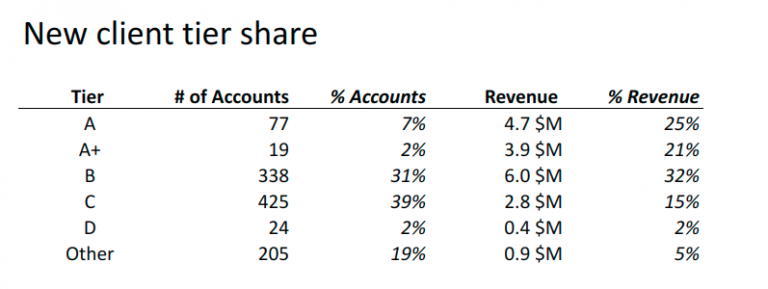 New client tier share
Tier # of Accounts % Accounts Revenue % Revenue
A 77 7% 4.7 $M 25%
A+ 19 2% 3.9 $M 21%
B 338 31% 6.0 $M 32%
C 425 39% 2.8 $M 15%
D 24 2% 0.4 $M 2%
Other 205 19% 0.9 $M 5%